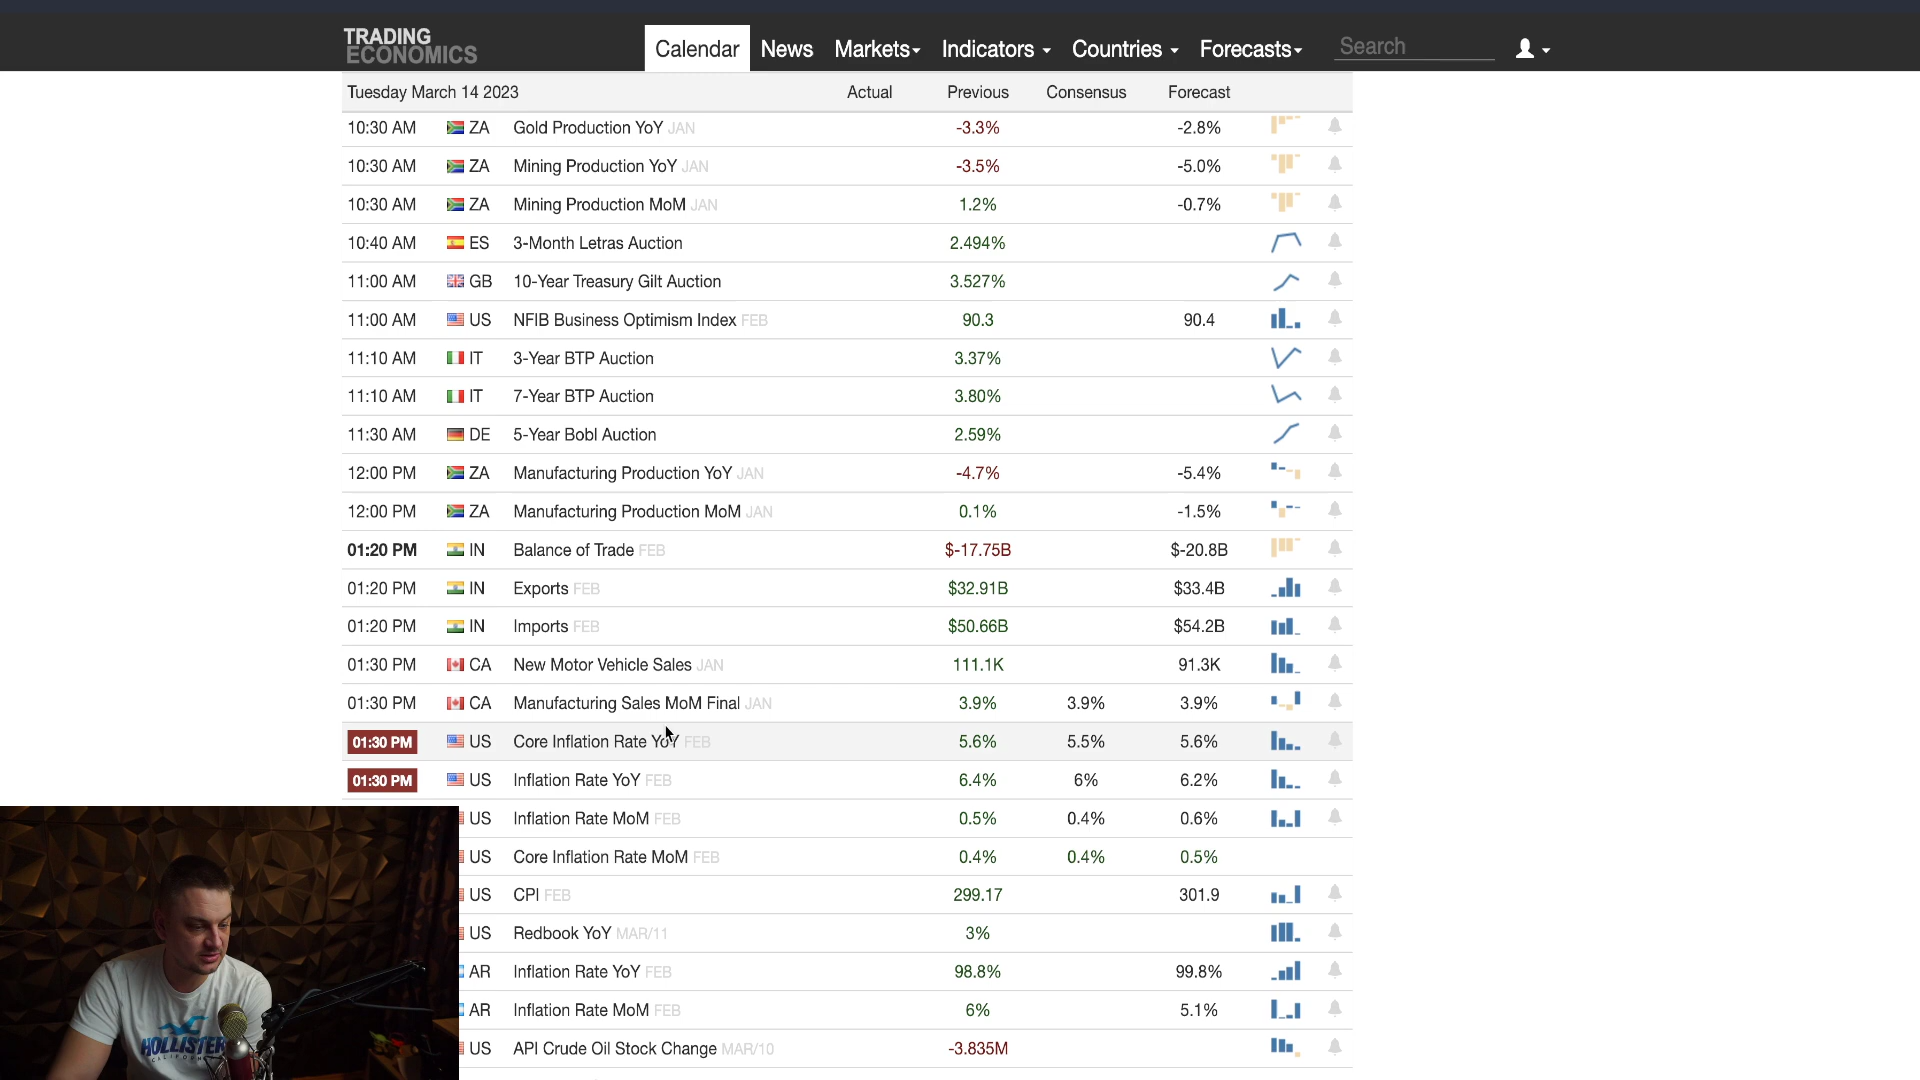 TRADING
ECONOMICS
Calendar News Markets Indicators Countries Forecasts Search
Tuesday March 14 2023 Actual Previous Consensus Forecast
10:30 AM ZA Gold Production YoY JAN -3.3% -2.8%
10:30 AM ZA Mining Production YoY JAN -3.5% -5.0%
10:30 AM ZA Mining Production MoM JAN 1.2% -0.7%
10:40 AM ES 3-Month Letras Auction 2.494%
11:00 AM GB 10-Year Treasury Gilt Auction 3.527%
11:00 AM US NFIB Business Optimism Index FEB 90.3 90.4
11:10 AM IT 3-Year BTP Auction 3.37%
11:10 AM IT 7-Year BTP Auction 3.80%
11:30 AM DE 5-Year Bobl Auction 2.59%
12:00 PM ZA Manufacturing Production YoY JAN -4.7% -5.4%
12:00 PM ZA Manufacturing Production MoM JAN 0.1% -1.5%
01:20 PM IN Balance of Trade FEB $-17.75B $-20.8B
01:20 PM IN Exports FEB $32.91B $33.4B
01:20 PM IN Imports FEB $50.66B $54.2B
01:30 PM CA New Motor Vehicle Sales JAN 111.1K 91.3K
01:30 PM CA Manufacturing Sales MoM Final JAN 3.9% 3.9% 3.9%
01:30 PM US Core Inflation Rate YoY FEB 5.6% 5.5% 5.6%
01:30 PM US Inflation Rate YoY FEB 6.4% 6% 6.2%
US Inflation Rate MoM FEB 0.5% 0.4% 0.6%
US Core Inflation Rate MoM FEB 0.4% 0.4% 0.5%
US CPI FEB 299.17 301.9
US Redbook YoY MAR/11 3%
AR Inflation Rate YoY FEB 98.8% 99.8%
AR Inflation Rate MoM FEB 6% 5.1%
US API Crude Oil Stock Change MAR/10 -3.835M
HOLLISTER